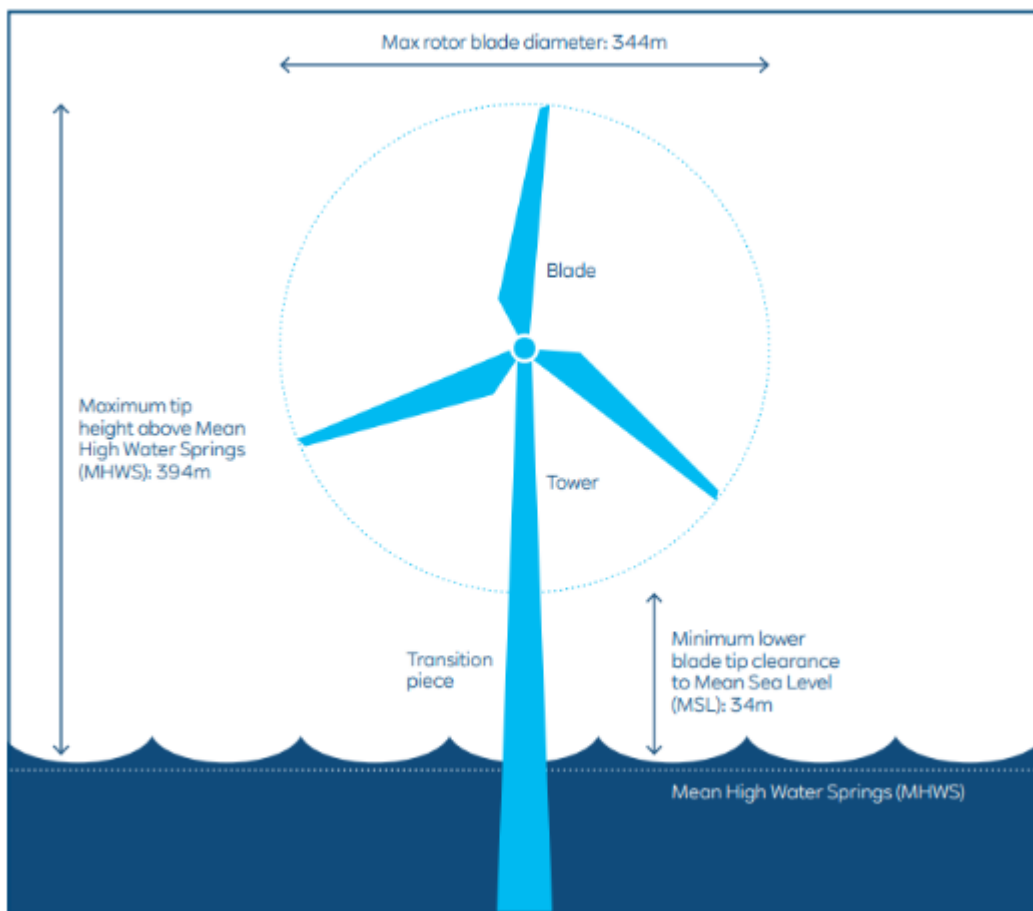 Max rotor blade diameter: 344m
Blade
Maximum tip
height above Mean
High Water Springs
(MHWS): 394m
Tower
Transition
piece
Minimum lower
blade tip clearance
to Mean Sea Level
(MSL): 34m
Mean High Water Springs (MHWS)